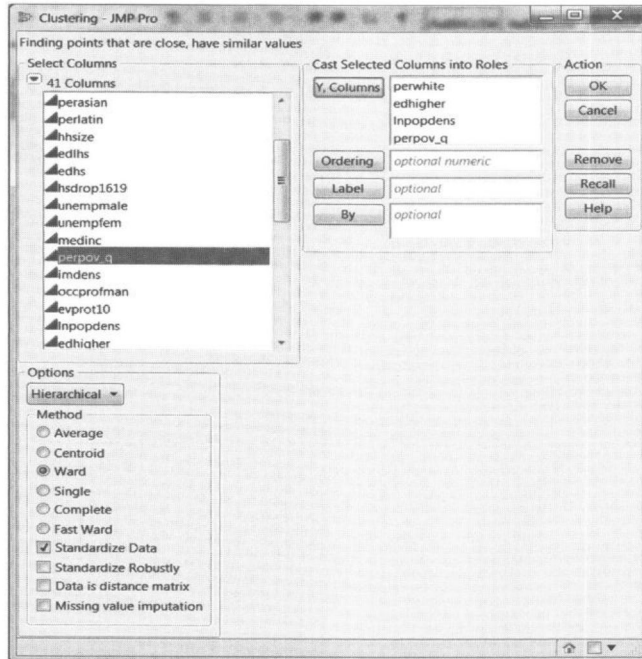 Clustering - JMP Pro
Finding points that are close, have similar values
Select Columns
41 Columns
perasian
perlatin
hhsize
edlhs
edhs
hsdrop1619
unempmale
unempfem
medinc
perpov_q
imdens
occprofman
evprot10
lnpopdens
edhigher
Cast Selected Columns into Roles
Y, Columns
perwhite
edhigher
lnpopdens
perpov_q
Ordering optional numeric
Label optional
By optional
Action
OK
Cancel
Remove
Recall
Help
Options
Hierarchical
Method
Average
Centroid
Ward
Single
Complete
Fast Ward
Standardize Data
Standardize Robustly
Data is distance matrix
Missing value imputation